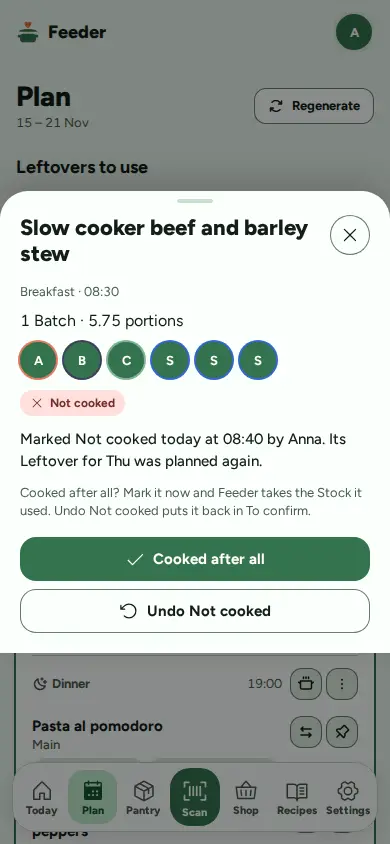 Feeder
A
Plan
15 – 21 Nov
Regenerate
Leftovers to use
Slow cooker beef and barley
stew
Breakfast · 08:30
1 Batch · 5.75 portions
A B C S S S
Not cooked
Marked Not cooked today at 08:40 by Anna. Its
Leftover for Thu was planned again.
Cooked after all? Mark it now and Feeder takes the Stock it
used. Undo Not cooked puts it back in To confirm.
Cooked after all
Undo Not cooked
Dinner
19:00
Pasta al pomodoro
Main
Today Plan Pantry Scan Shop Recipes Settings
peppers